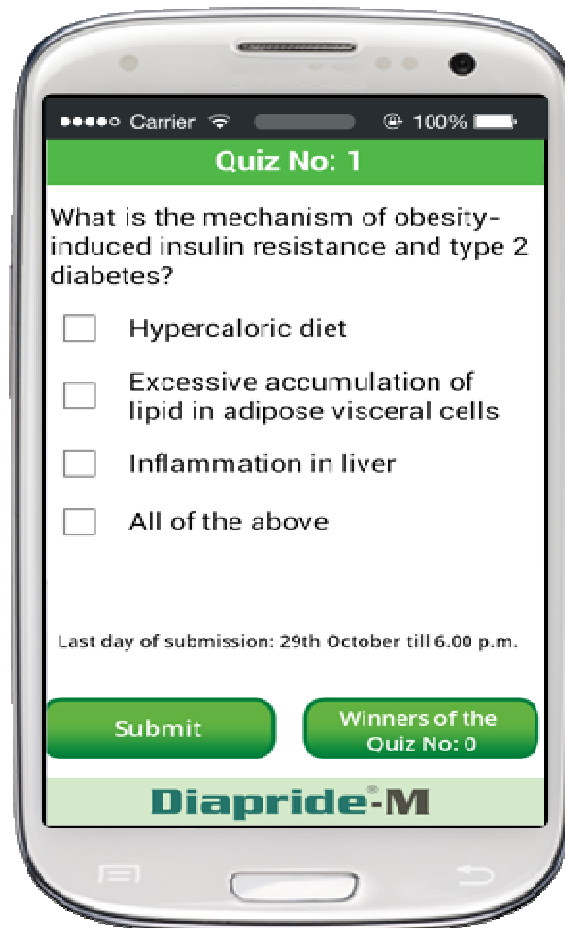 Carrier 100%
Quiz No: 1
What is the mechanism of obesity-
induced insulin resistance and type 2
diabetes?
Hypercaloric diet
Excessive accumulation of
lipid in adipose visceral cells
Inflammation in liver
All of the above
Last day of submission: 29th October till 6.00 p.m.
Submit
Winners of the
Quiz No: 0
Diapride®-M